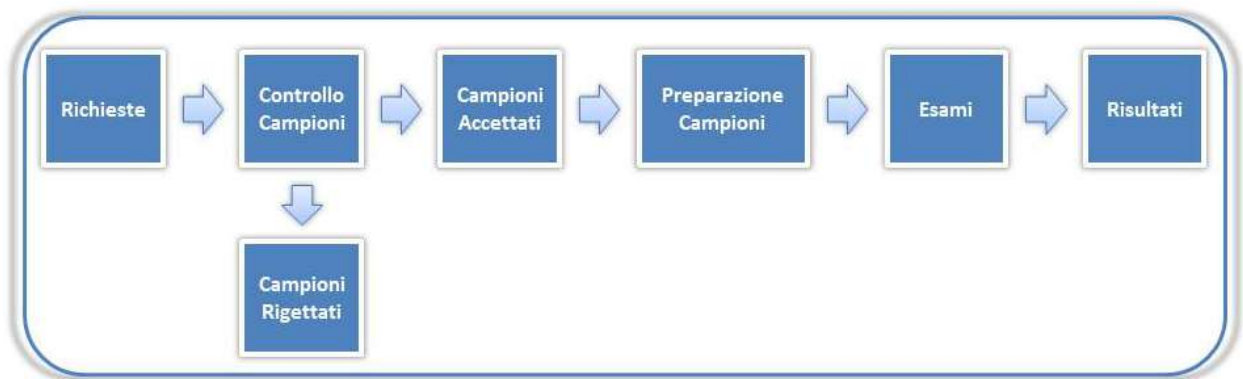 Richieste
Controllo
Campioni
Campioni
Accettati
Preparazione
Campioni
Esami
Risultati
Campioni
Rigettati